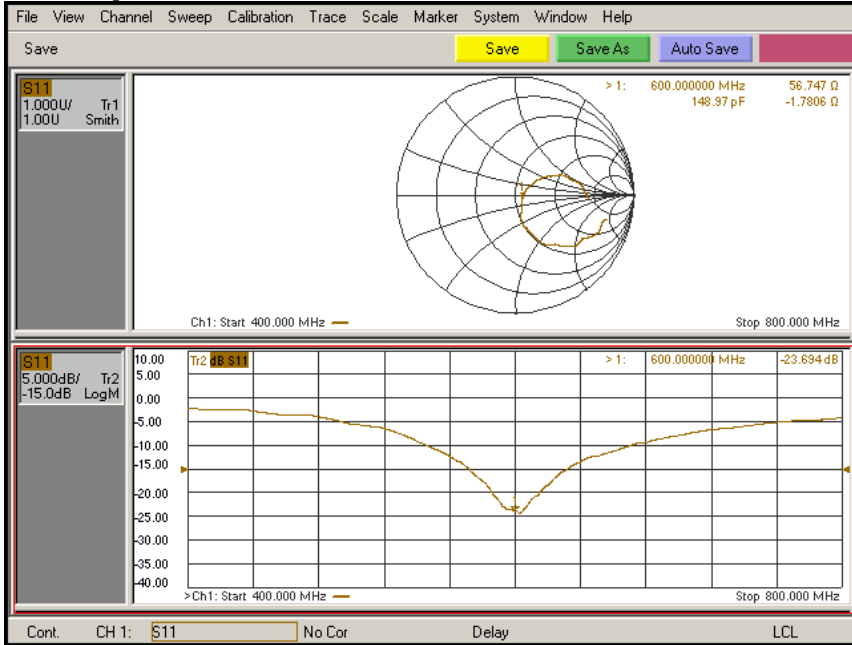 File View Channel Sweep Calibration Trace Scale Marker System Window Help
Save Save Save As Auto Save
S11
1.000U/ Tr1
1.00U Smith
> 1: 600.000000 MHz 56.747 Ω
148.97 pF -1.7806 Ω
Ch1: Start 400.000 MHz
Stop 800.000 MHz
S11
5.000dB/ Tr2
-15.0dB LogM
10.00
5.00
0.00
-5.00
-10.00
-15.00
-20.00
-25.00
-30.00
-35.00
-40.00
Tr2 dB S11
> 1: 600.000000 MHz -23.694 dB
1
>Ch1: Start 400.000 MHz
Stop 800.000 MHz
Cont. CH 1: S11 No Cor Delay LCL